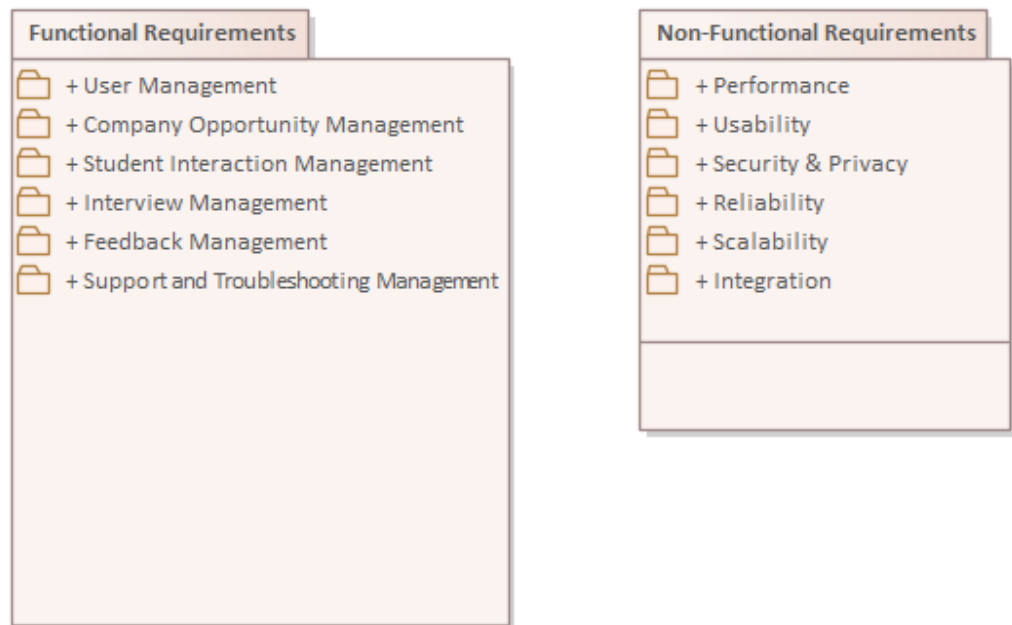 Functional Requirements
+ User Management
+ Company Opportunity Management
+ Student Interaction Management
+ Interview Management
+ Feedback Management
+ Support and Troubleshooting Management
Non-Functional Requirements
+ Performance
+ Usability
+ Security & Privacy
+ Reliability
+ Scalability
+ Integration